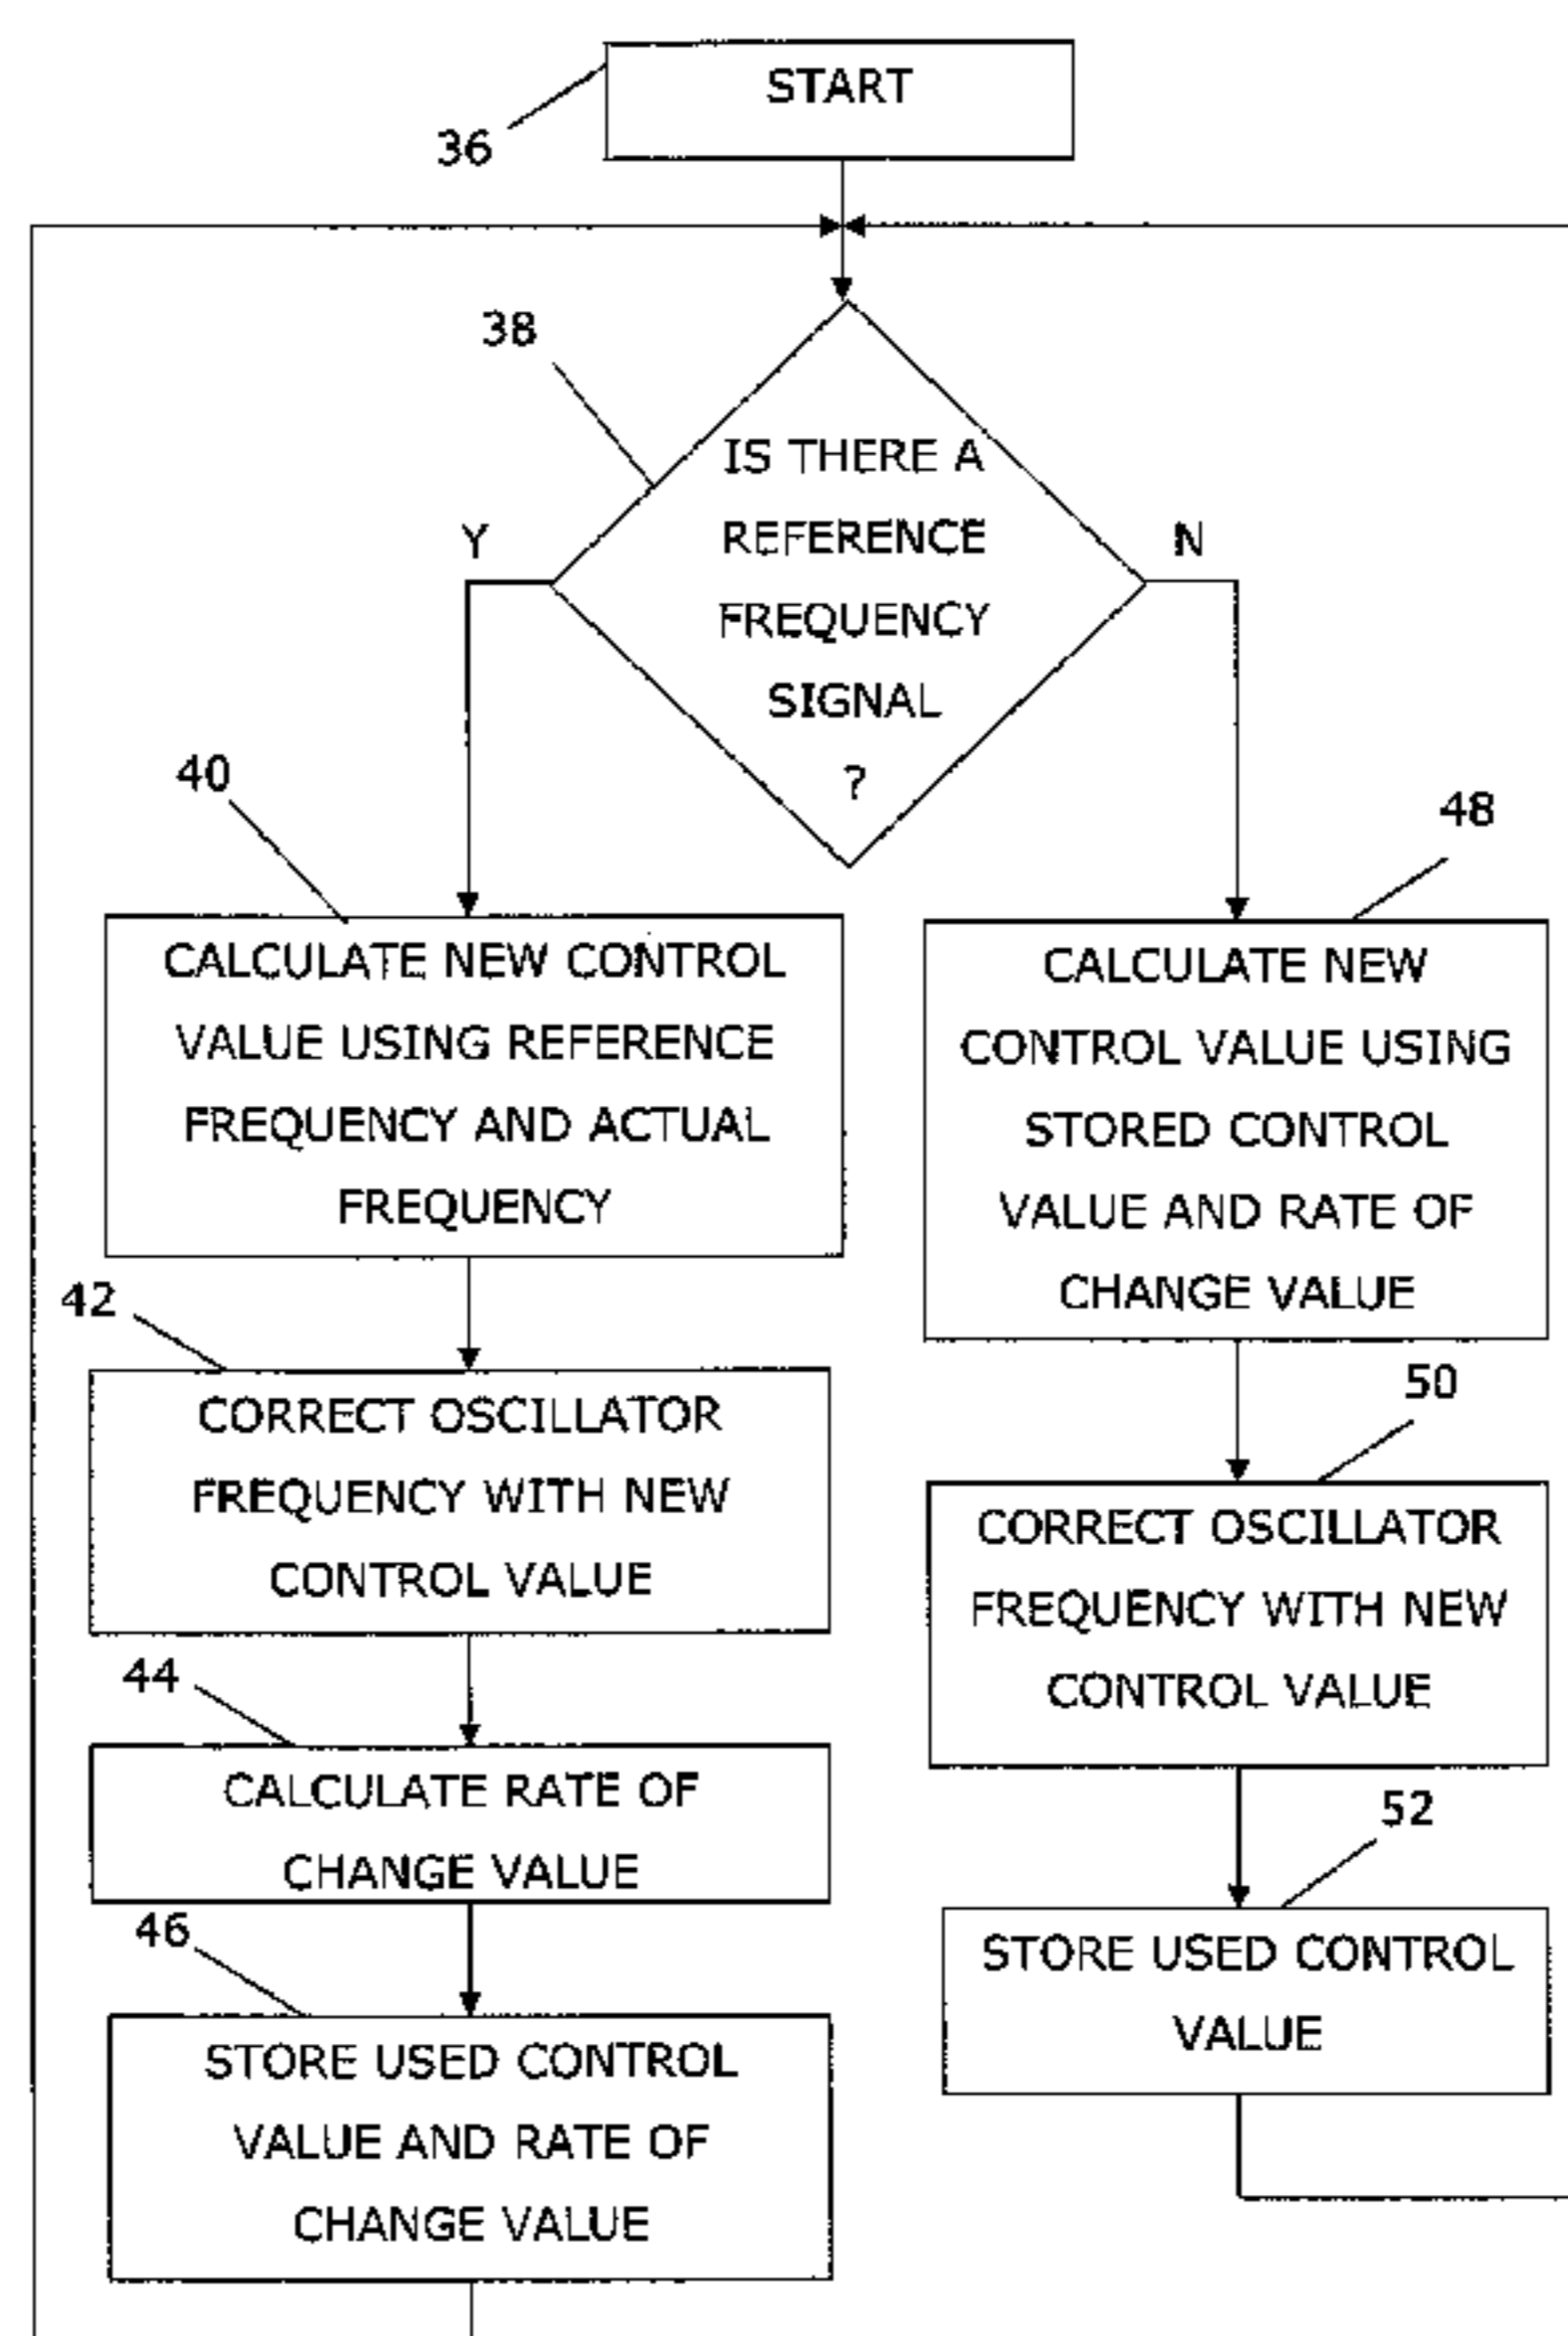 START
36
38
IS THERE A
REFERENCE
FREQUENCY
SIGNAL
?
Y
N
40
CALCULATE NEW CONTROL
VALUE USING REFERENCE
FREQUENCY AND ACTUAL
FREQUENCY
42
CORRECT OSCILLATOR
FREQUENCY WITH NEW
CONTROL VALUE
44
CALCULATE RATE OF
CHANGE VALUE
46
STORE USED CONTROL
VALUE AND RATE OF
CHANGE VALUE
48
CALCULATE NEW
CONTROL VALUE USING
STORED CONTROL
VALUE AND RATE OF
CHANGE VALUE
50
CORRECT OSCILLATOR
FREQUENCY WITH NEW
CONTROL VALUE
52
STORE USED CONTROL
VALUE